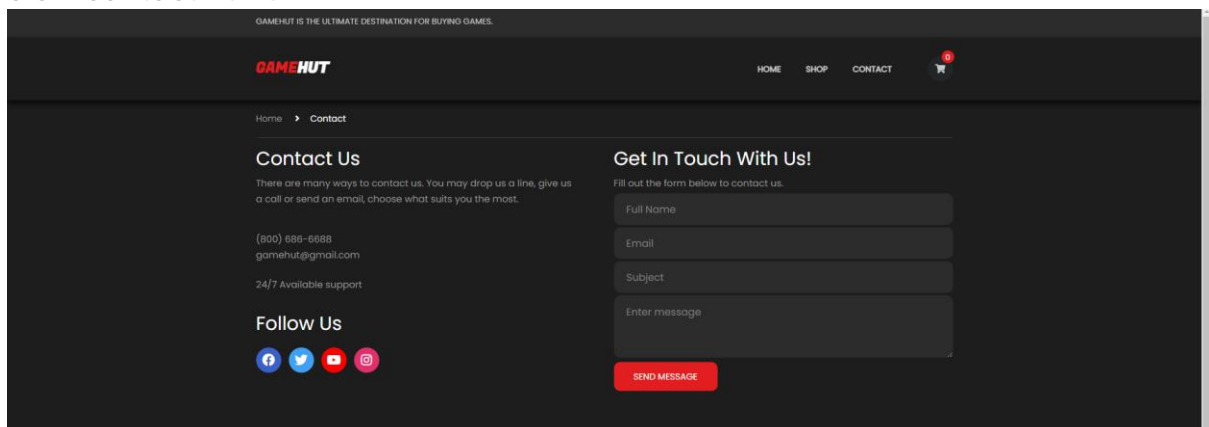 GAMEHUT IS THE ULTIMATE DESTINATION FOR BUYING GAMES.
GAMEHUT
HOME SHOP CONTACT 0
Home > Contact
Contact Us
There are many ways to contact us. You may drop us a line, give us
a call or send an email, choose what suits you the most.
(800) 686-6688
gamehut@gmail.com
24/7 Available support
Follow Us
Get In Touch With Us!
Fill out the form below to contact us.
Full Name
Email
Subject
Enter message
SEND MESSAGE